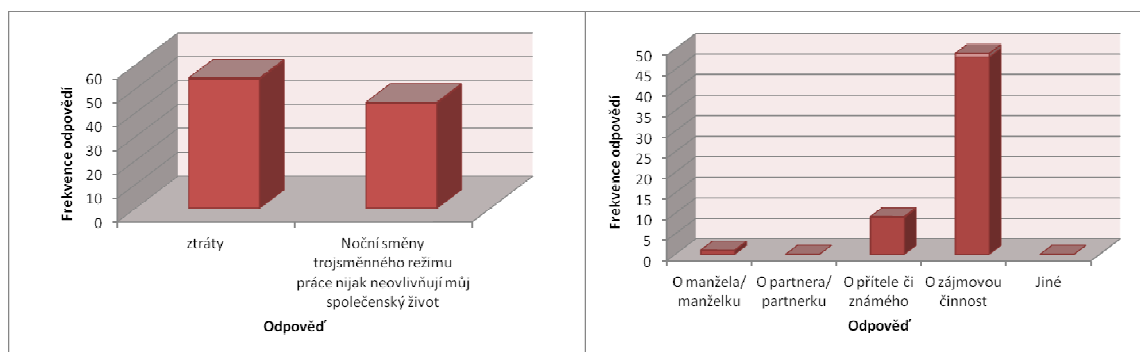 Frekvence odpovědí
60
50
40
30
20
10
0
ztráty
Noční směny
trojsměnného režimu
práce nijak neovlivňují můj
společenský život
Odpověď
Frekvence odpovědí
50
45
40
35
30
25
20
15
10
5
0
O manžela/
manželku
O partnera/
partnerku
O přítele či
známého
O zájmovou
činnost
Jiné
Odpověď